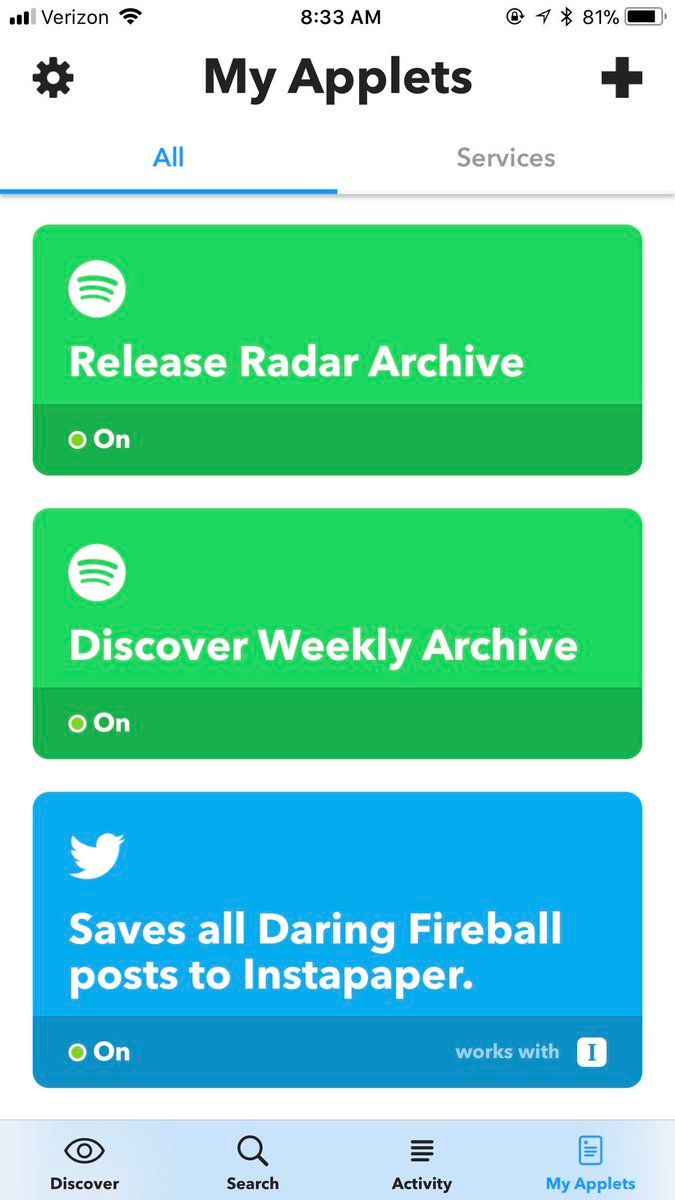 Verizon 8:33 AM 81%
My Applets
All Services
Release Radar Archive
On
Discover Weekly Archive
On
Saves all Daring Fireball
posts to Instapaper.
On works with I
Discover Search Activity My Applets